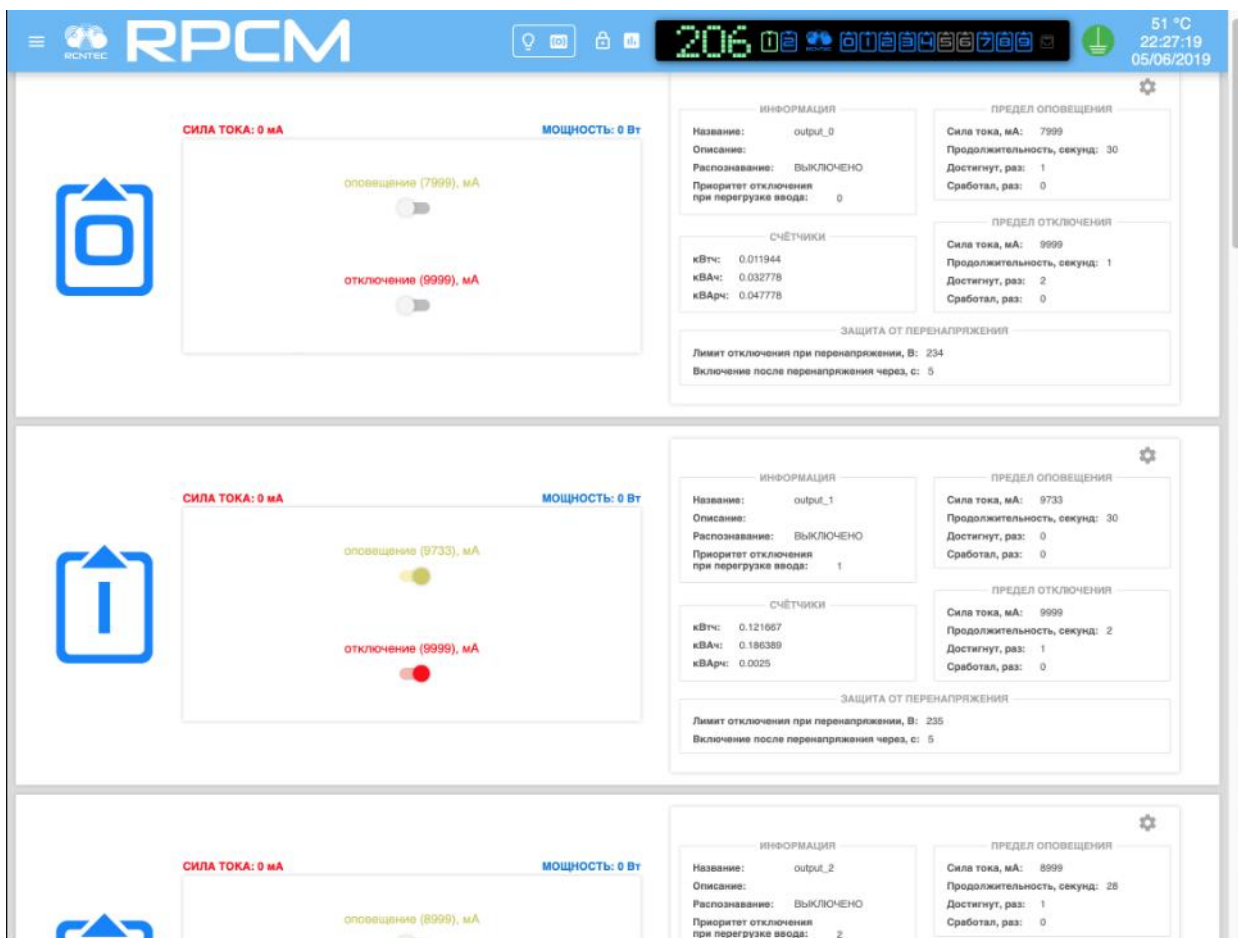 RCNTEC
RPCM
206 0123456789
51 °C
22:27:19
05/06/2019
СИЛА ТОКА: 0 мА
МОЩНОСТЬ: 0 Вт
0
оповещение (7999), мА
отключение (9999), мА
ИНФОРМАЦИЯ
Название: output_0
Описание:
Распознавание: ВЫКЛЮЧЕНО
Приоритет отключения
при перегрузке ввода: 0
СЧЁТЧИКИ
кВтч: 0.011944
кВАч: 0.032778
кВАрч: 0.047778
ПРЕДЕЛ ОПОВЕЩЕНИЯ
Сила тока, мА: 7999
Продолжительность, секунд: 30
Достигнут, раз: 1
Сработал, раз: 0
ПРЕДЕЛ ОТКЛЮЧЕНИЯ
Сила тока, мА: 9999
Продолжительность, секунд: 1
Достигнут, раз: 2
Сработал, раз: 0
ЗАЩИТА ОТ ПЕРЕНАПРЯЖЕНИЯ
Лимит отключения при перенапряжении, В: 234
Включение после перенапряжения через, с: 5
СИЛА ТОКА: 0 мА
МОЩНОСТЬ: 0 Вт
1
оповещение (9733), мА
отключение (9999), мА
ИНФОРМАЦИЯ
Название: output_1
Описание:
Распознавание: ВЫКЛЮЧЕНО
Приоритет отключения
при перегрузке ввода: 1
СЧЁТЧИКИ
кВтч: 0.121667
кВАч: 0.186389
кВАрч: 0.0025
ПРЕДЕЛ ОПОВЕЩЕНИЯ
Сила тока, мА: 9733
Продолжительность, секунд: 30
Достигнут, раз: 0
Сработал, раз: 0
ПРЕДЕЛ ОТКЛЮЧЕНИЯ
Сила тока, мА: 9999
Продолжительность, секунд: 2
Достигнут, раз: 1
Сработал, раз: 0
ЗАЩИТА ОТ ПЕРЕНАПРЯЖЕНИЯ
Лимит отключения при перенапряжении, В: 235
Включение после перенапряжения через, с: 5
СИЛА ТОКА: 0 мА
МОЩНОСТЬ: 0 Вт
оповещение (8999), мА
ИНФОРМАЦИЯ
Название: output_2
Описание:
Распознавание: ВЫКЛЮЧЕНО
Приоритет отключения
при перегрузке ввода: 2
ПРЕДЕЛ ОПОВЕЩЕНИЯ
Сила тока, мА: 8999
Продолжительность, секунд: 28
Достигнут, раз: 1
Сработал, раз: 0